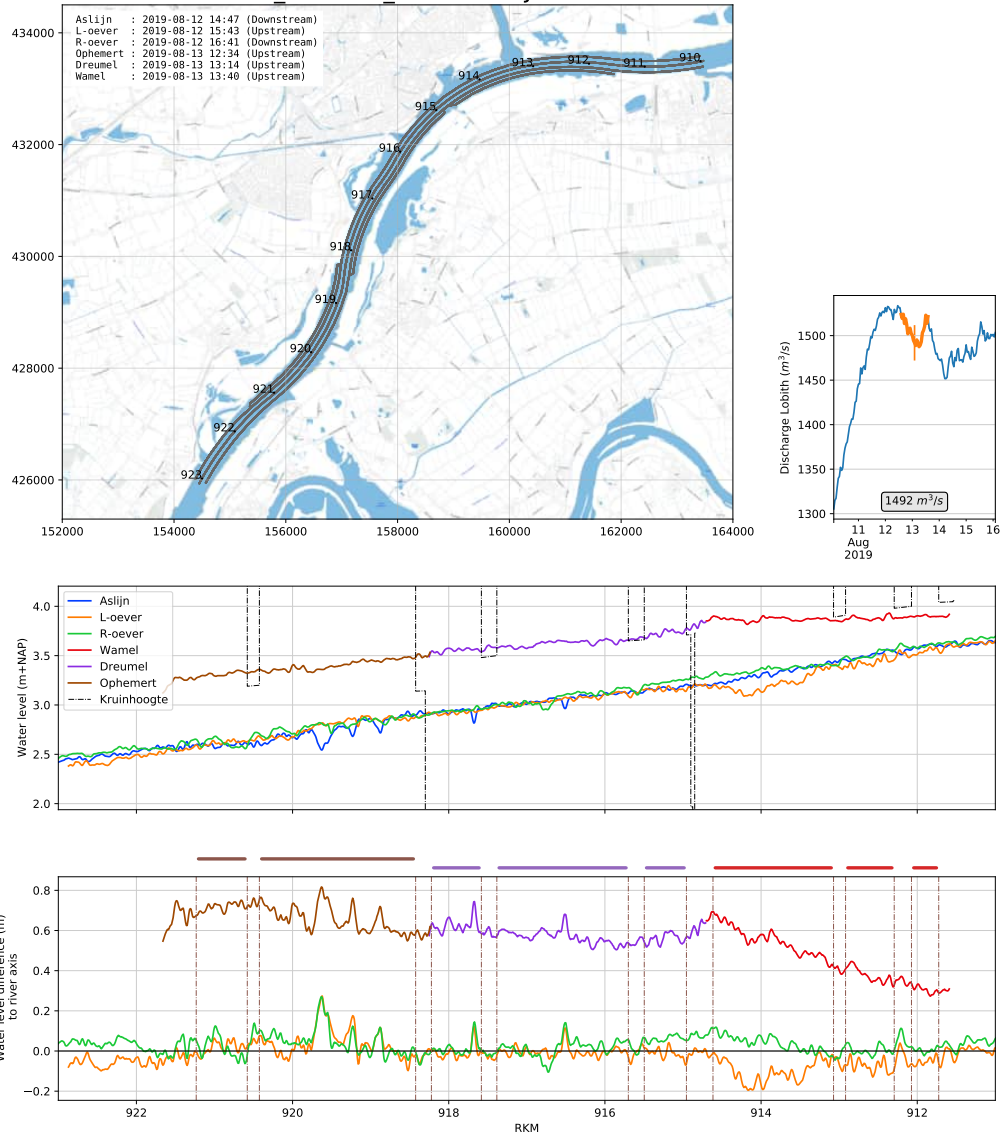 Aslijn : 2019-08-12 14:47 (Downstream)
L-oever : 2019-08-12 15:43 (Upstream)
R-oever : 2019-08-12 16:41 (Downstream)
Ophemert : 2019-08-13 12:34 (Upstream)
Dreumel : 2019-08-13 13:14 (Upstream)
Wamel : 2019-08-13 13:40 (Upstream)
434000
432000
430000
428000
426000
910
911
912
913
914
915
916
917
918
919
920
921
922
923
152000 154000 156000 158000 160000 162000 164000
Discharge Lobith (m³/s)
1500
1450
1400
1350
1300
1492 m³/s
11 12 13 14 15 16
Aug
2019
Water level (m+NAP)
4.0
3.5
3.0
2.5
2.0
Aslijn
L-oever
R-oever
Wamel
Dreumel
Ophemert
Kruinhoogte
Water level difference (m)
to river axis
0.8
0.6
0.4
0.2
0.0
−0.2
922 920 918 916 914 912
RKM